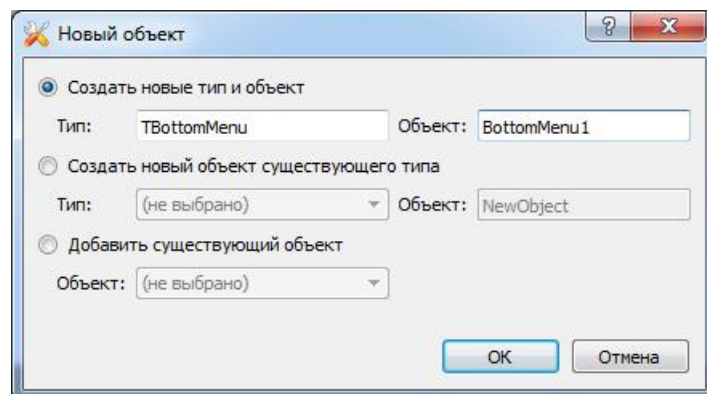 Новый объект
Создать новые тип и объект
Тип: TBottomMenu Объект: BottomMenu1
Создать новый объект существующего типа
Тип: (не выбрано) Объект: NewObject
Добавить существующий объект
Объект: (не выбрано)
OK Отмена